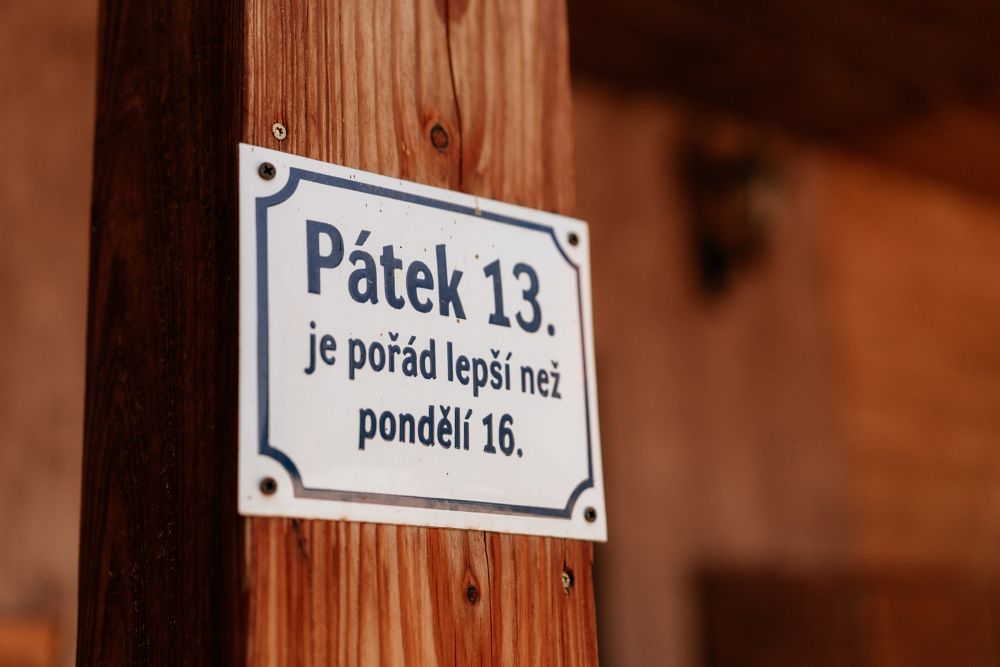 Pátek 13.
je pořád lepší než
pondělí 16.